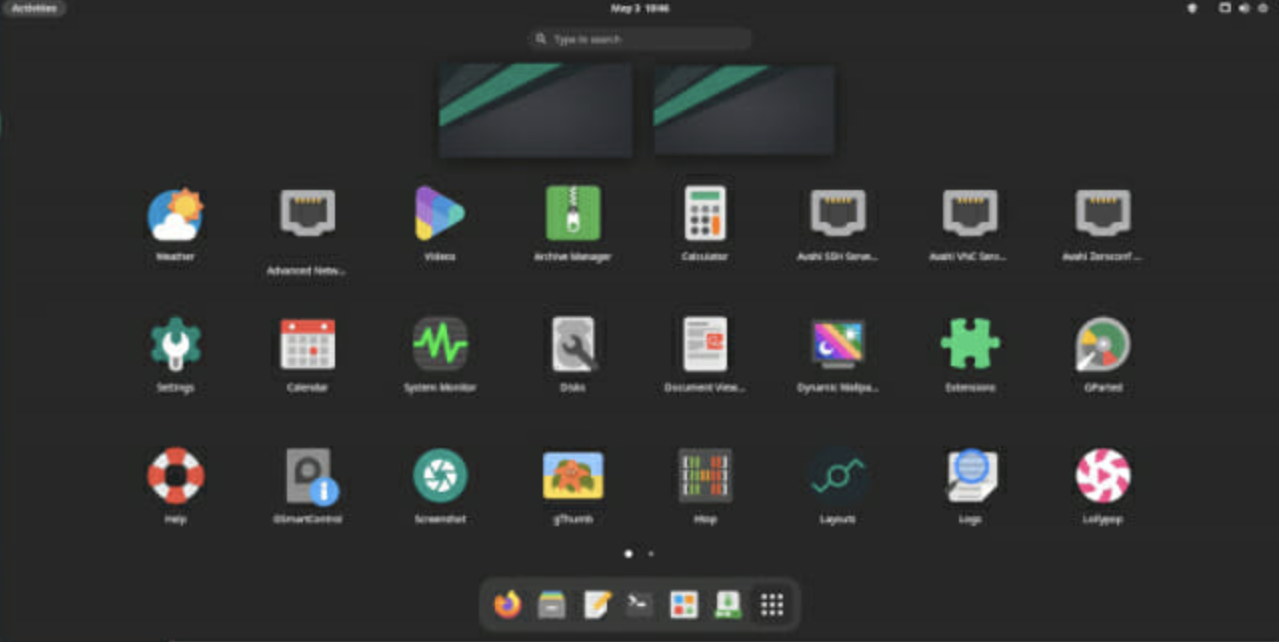 Activities
May 3 10:46
Type to search
Weather
Advanced Netw...
Videos
Archive Manager
Calculator
Avahi SSH Serve...
Avahi VNC Serv...
Avahi Zeroconf ...
Settings
Calendar
System Monitor
Disks
Document View...
Dynamic Wallpa...
Extensions
GParted
Help
GSmartControl
Screenshot
gThumb
Htop
Layouts
Logs
Lollypop